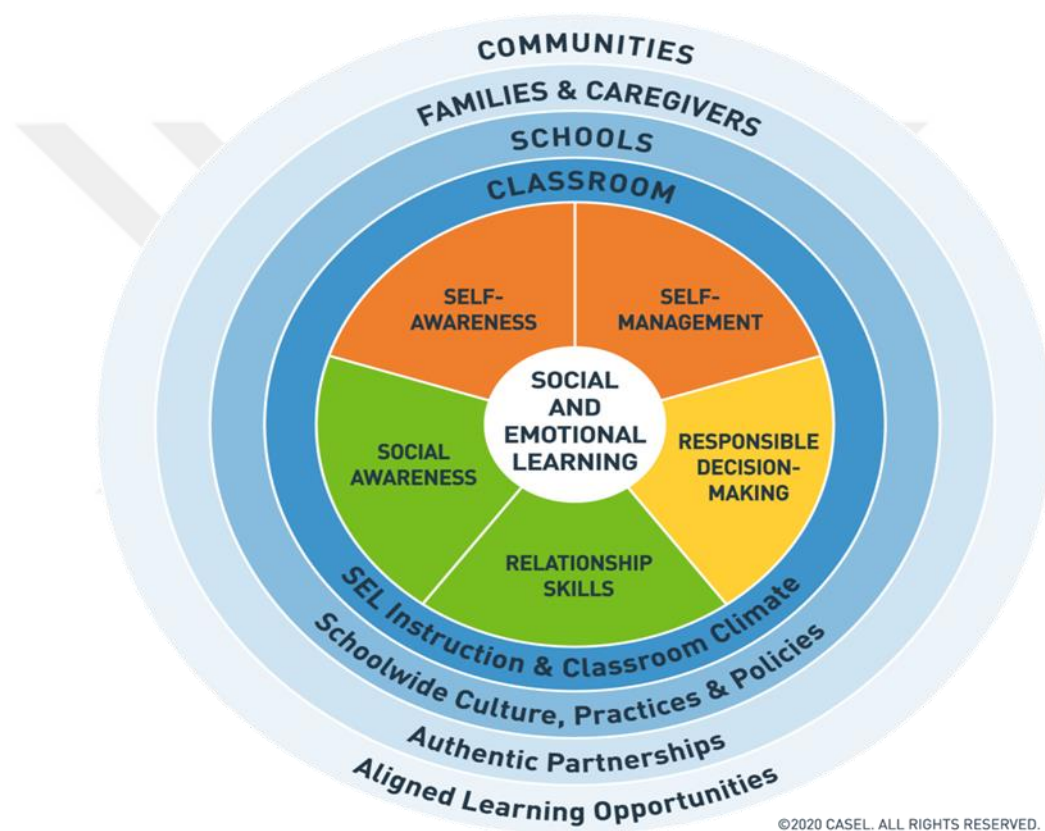 COMMUNITIES
FAMILIES & CAREGIVERS
SCHOOLS
CLASSROOM
SELF-
AWARENESS
SELF-
MANAGEMENT
SOCIAL
AND
EMOTIONAL
LEARNING
SOCIAL
AWARENESS
RESPONSIBLE
DECISION-
MAKING
RELATIONSHIP
SKILLS
SEL Instruction & Classroom Climate
Schoolwide Culture, Practices & Policies
Authentic Partnerships
Aligned Learning Opportunities
©2020 CASEL. ALL RIGHTS RESERVED.